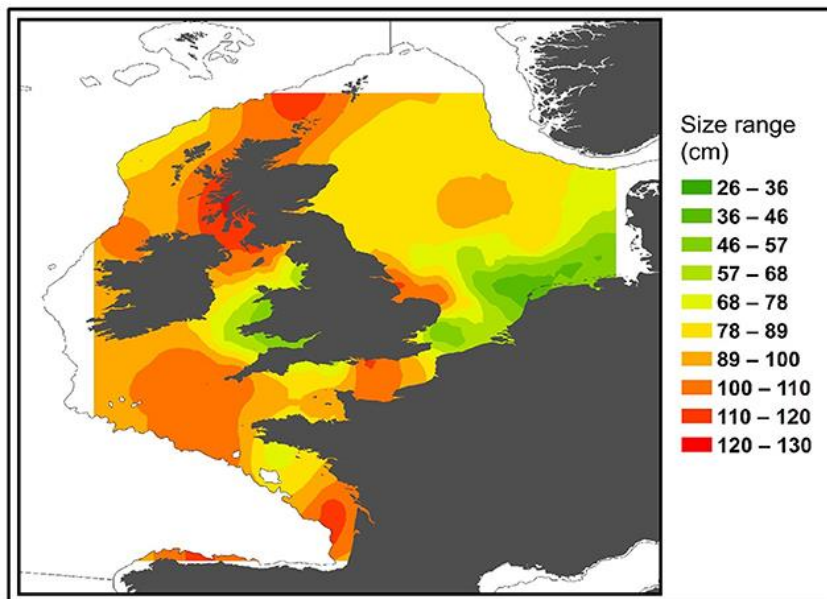 Size range
(cm)
26 – 36
36 – 46
46 – 57
57 – 68
68 – 78
78 – 89
89 – 100
100 – 110
110 – 120
120 – 130